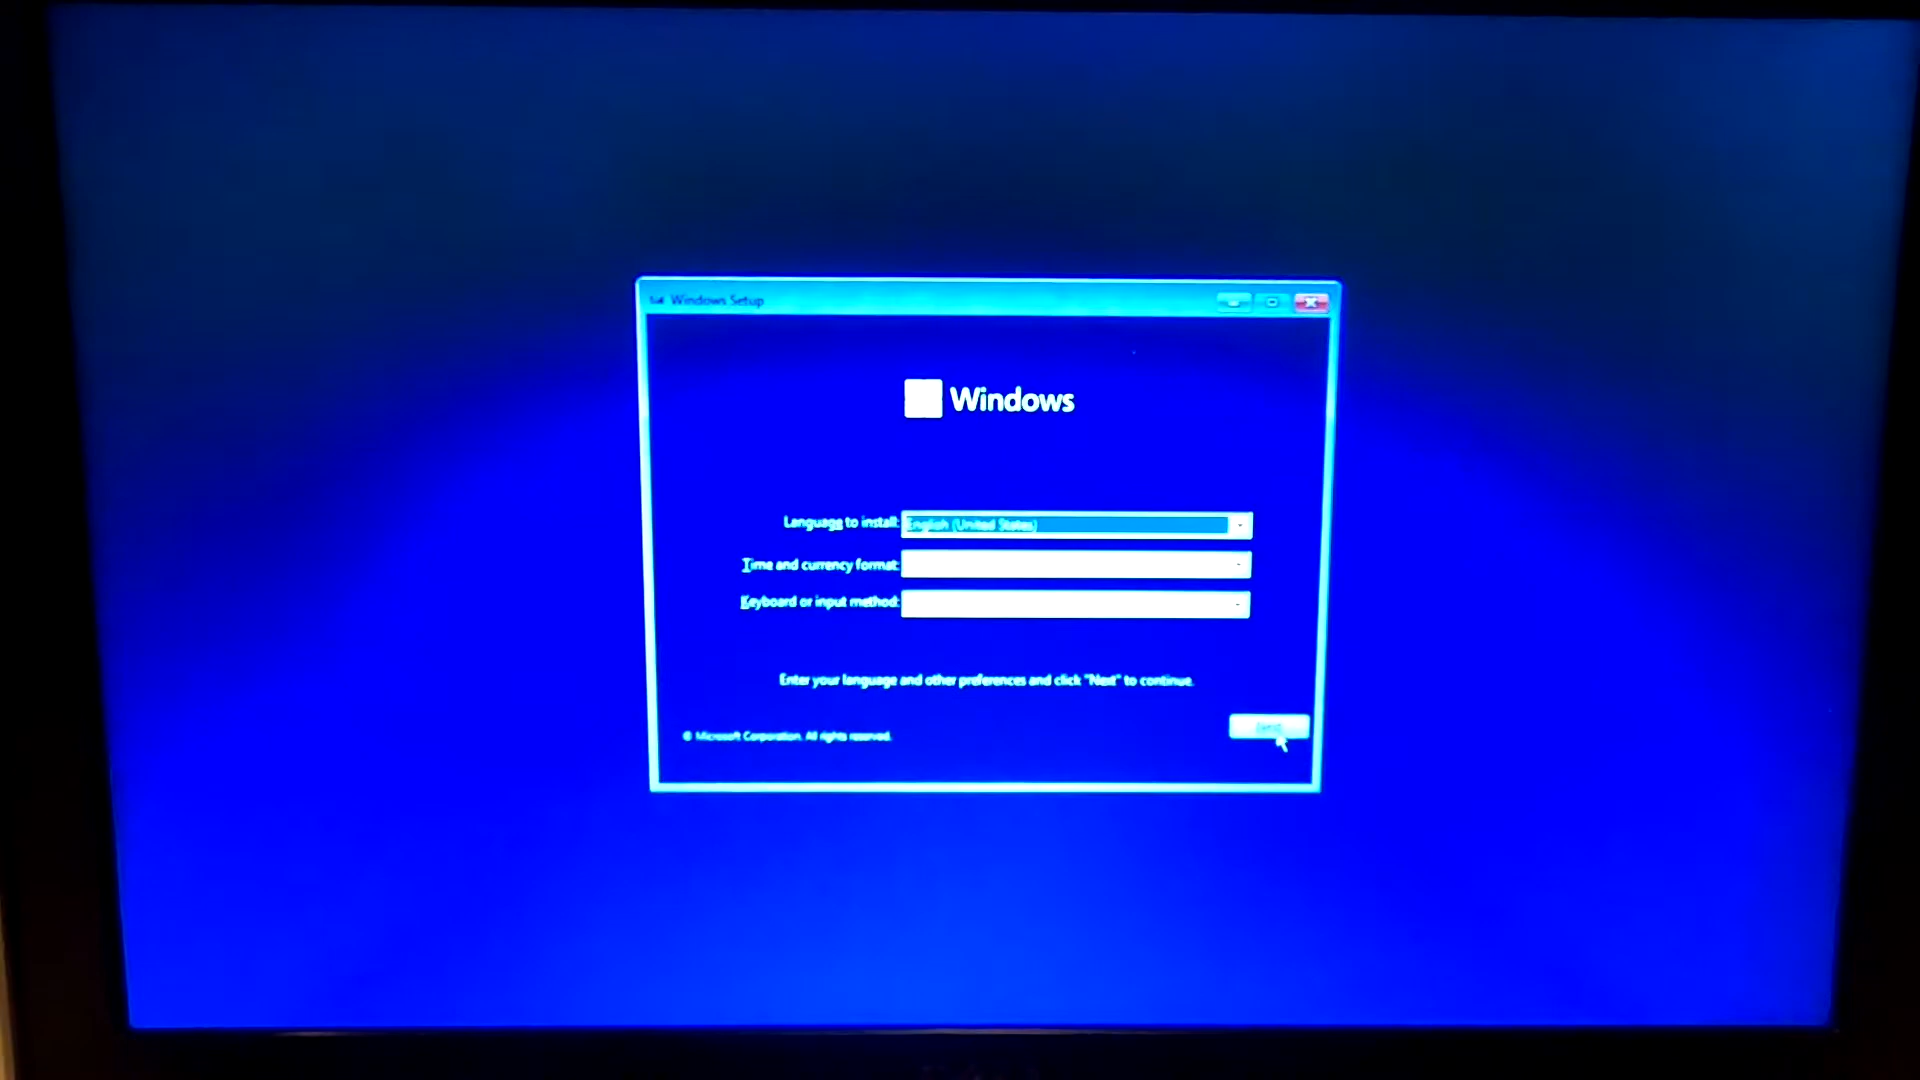 Windows Setup
Windows
Language to install: English (United States)
Time and currency format:
Keyboard or input method:
Enter your language and other preferences and click "Next" to continue.
Next
© Microsoft Corporation. All rights reserved.